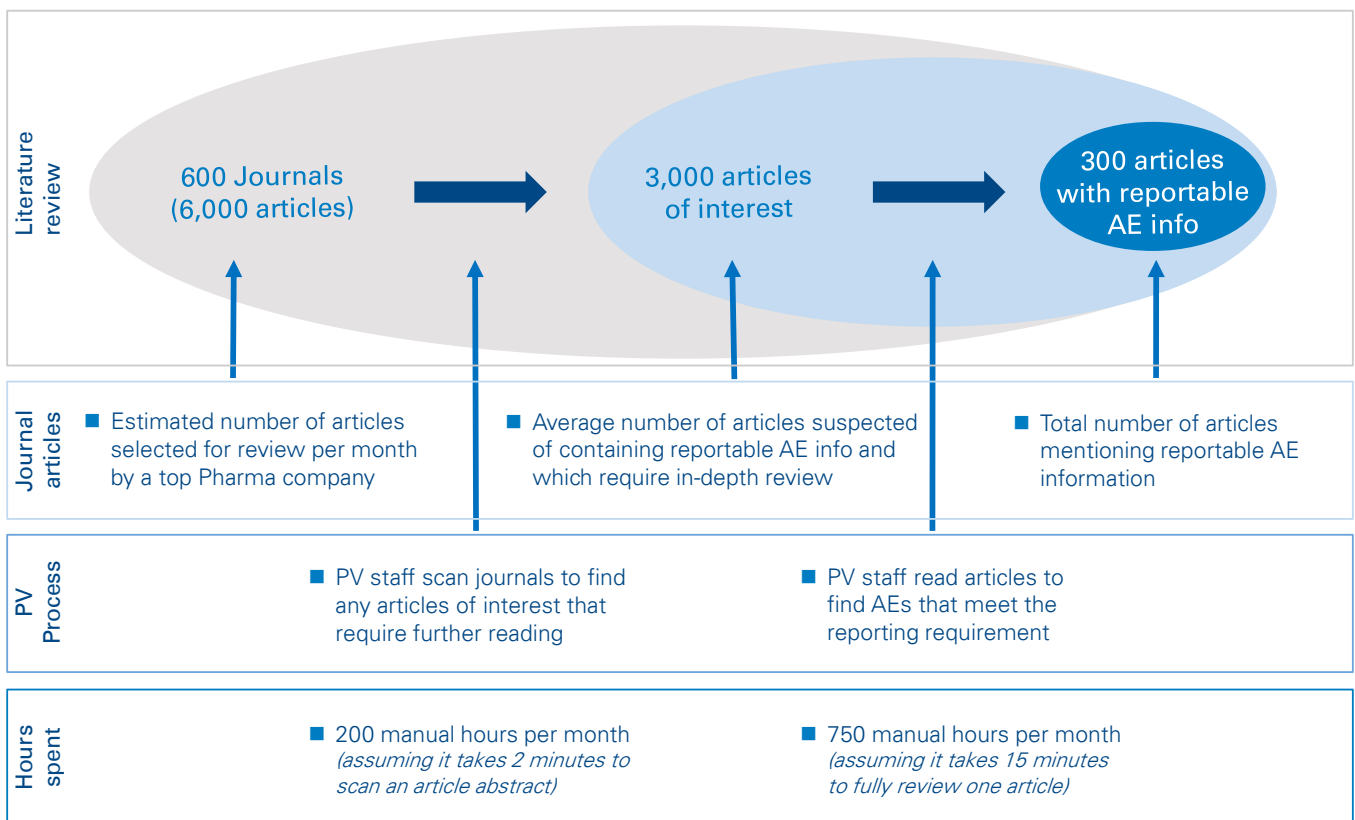 Literature
review
600 Journals
(6,000 articles)
3,000 articles
of interest
300 articles
with reportable
AE info
Journal
articles
Estimated number of articles
selected for review per month
by a top Pharma company
Average number of articles suspected
of containing reportable AE info and
which require in-depth review
Total number of articles
mentioning reportable AE
information
PV
Process
PV staff scan journals to find
any articles of interest that
require further reading
PV staff read articles to
find AEs that meet the
reporting requirement
Hours
spent
200 manual hours per month
(assuming it takes 2 minutes to
scan an article abstract)
750 manual hours per month
(assuming it takes 15 minutes
to fully review one article)